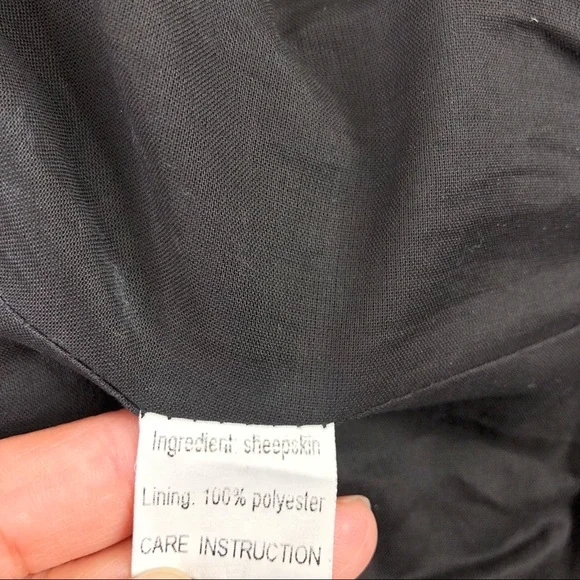 Ingredient: sheepskin
Lining: 100% polyester
CARE INSTRUCTION